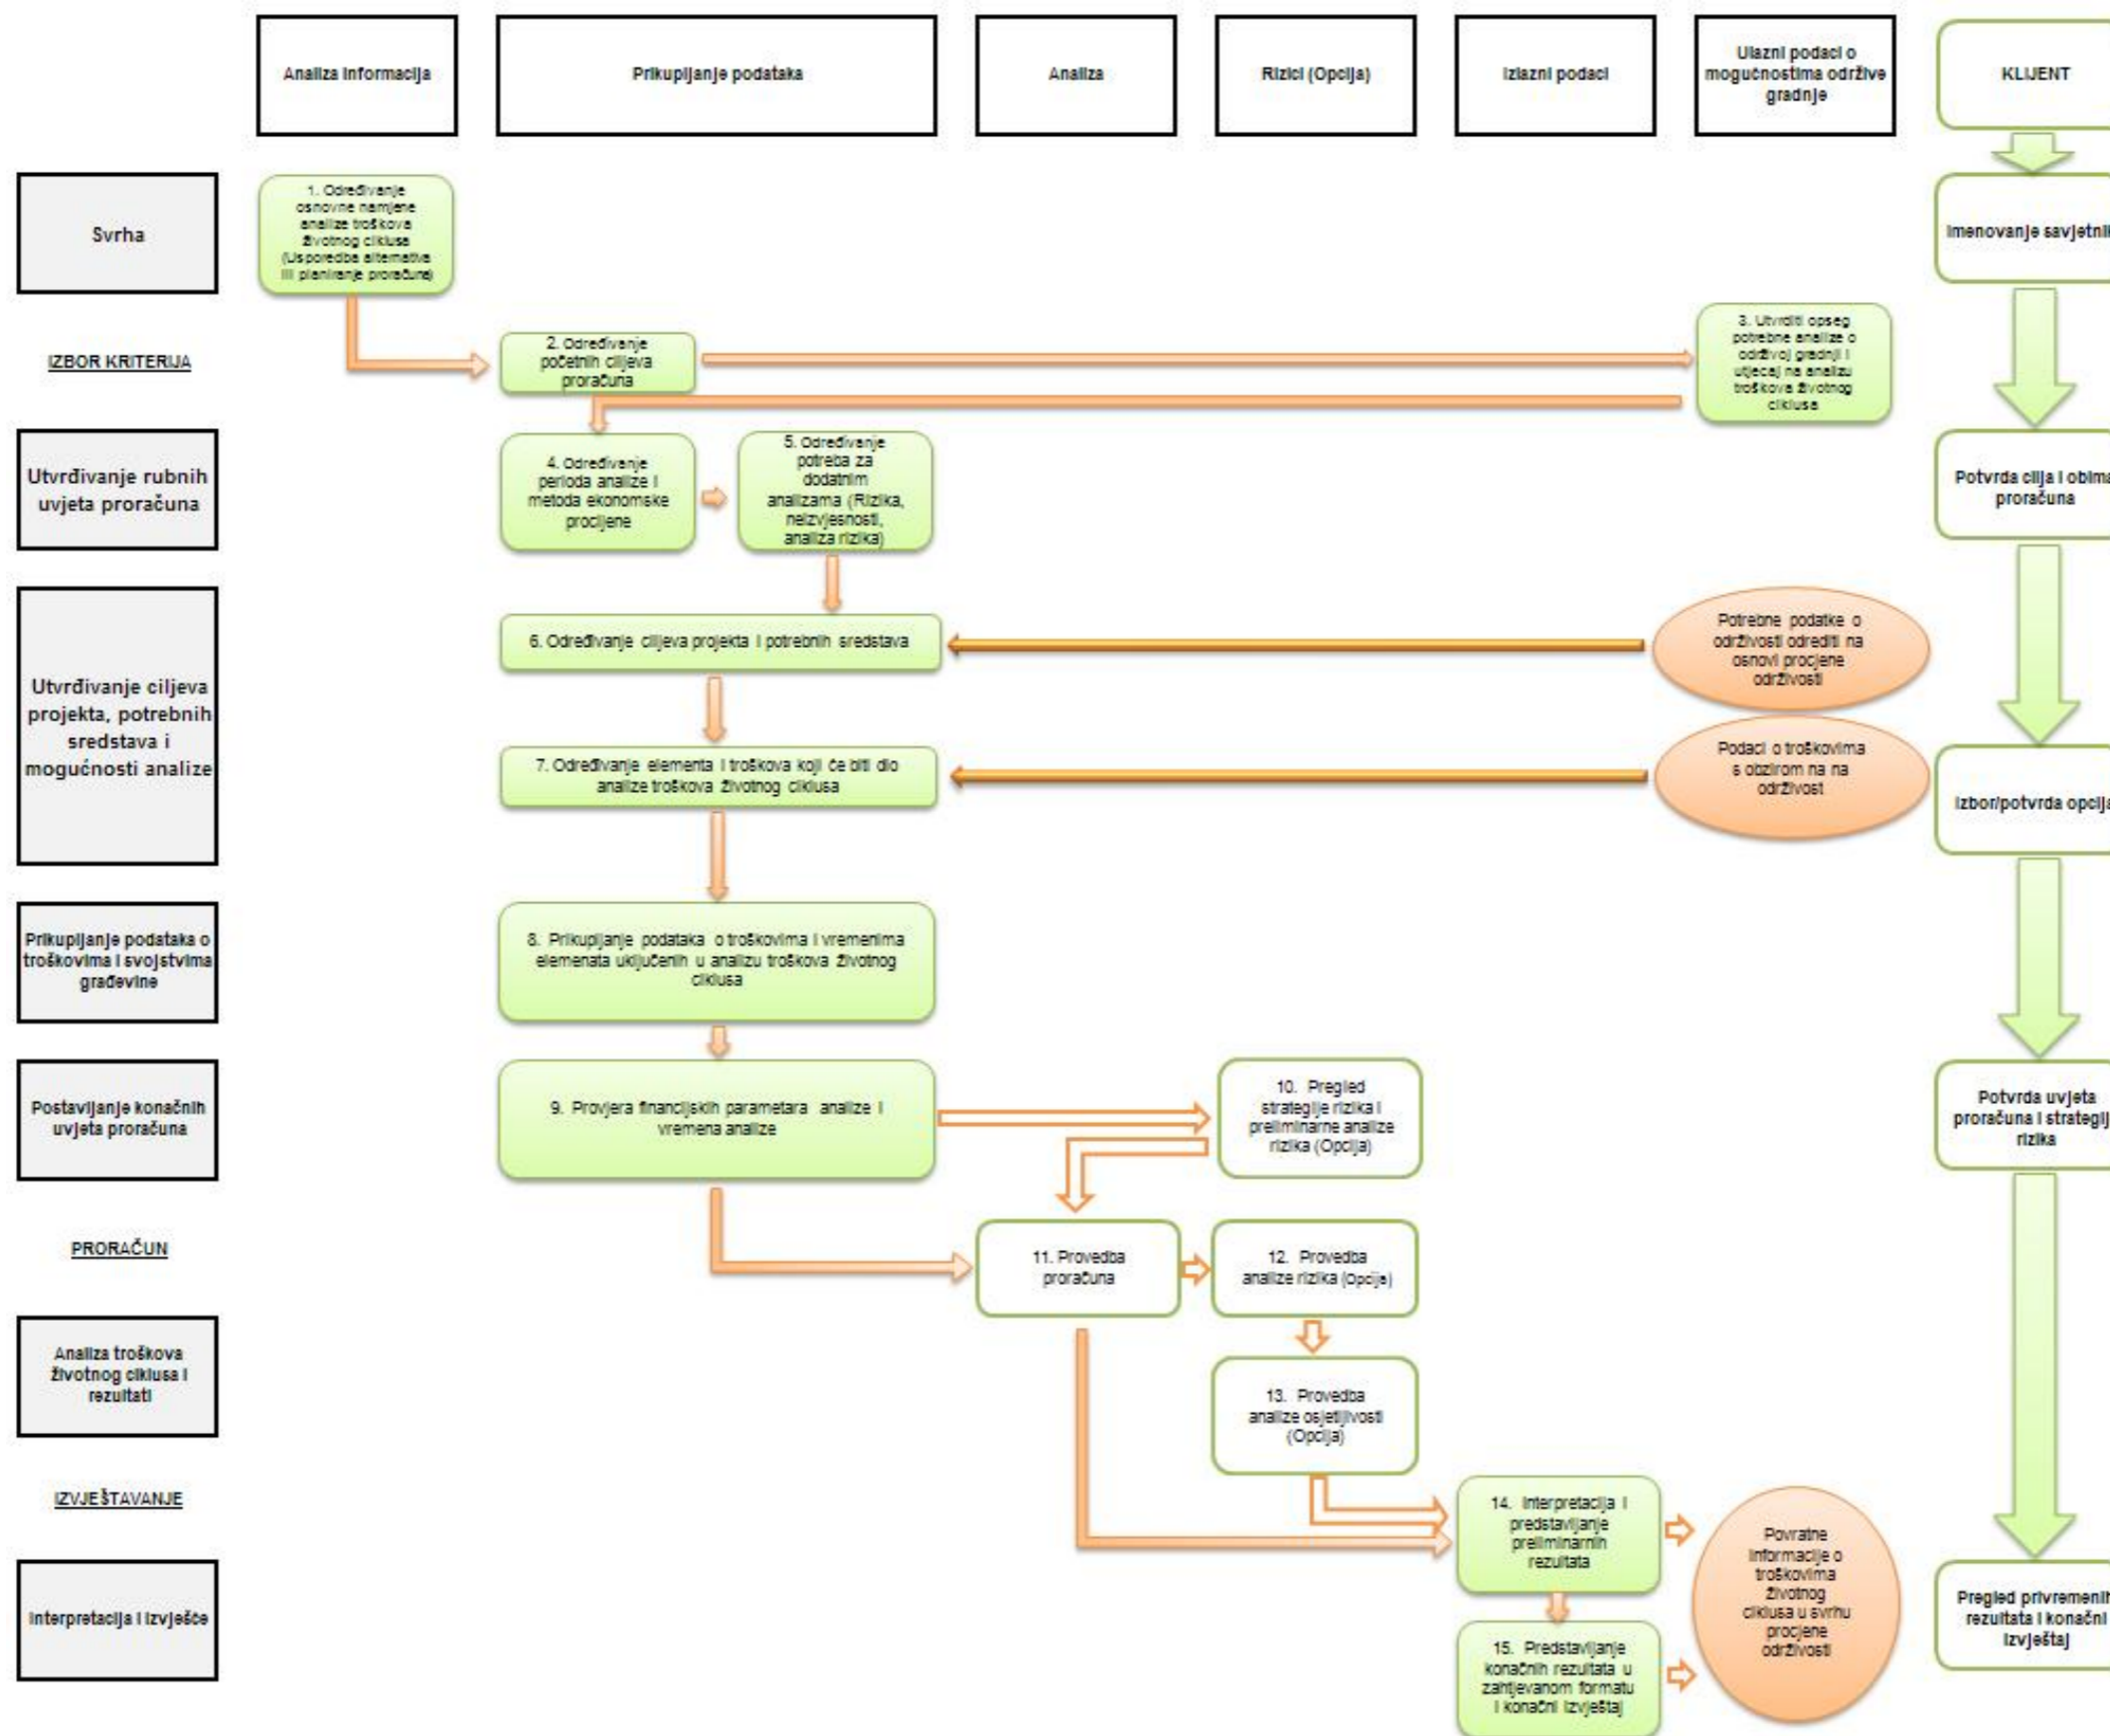 Analiza informacija
Prikupljanje podataka
Analiza
Rizici (Opcija)
Izlazni podaci
Ulazni podaci o
mogućnostima održive
gradnje
KLIJENT
Svrha
1. Određivanje
osnovne namjene
analize troškova
životnog ciklusa
(Usporedba alternativa
ili planiranje proračuna)
Imenovanje savjetnik
IZBOR KRITERIJA
2. Određivanje
početnih ciljeva
proračuna
3. Utvrditi opseg
potrebne analize o
održivoj gradnji i
utjecaj na analizu
troškova životnog
ciklusa
Utvrđivanje rubnih
uvjeta proračuna
4. Određivanje
perioda analize i
metoda ekonomske
procijene
5. Određivanje
potreba za
dodatnim
analizama (Rizika,
neizvjesnosti,
analiza rizika)
Potvrda cilja i obima
proračuna
Utvrđivanje ciljeva
projekta, potrebnih
sredstava i
mogućnosti analize
6. Određivanje ciljeva projekta i potrebnih sredstava
Potrebne podatke o
održivosti odrediti na
osnovi procjene
održivosti
7. Određivanje elementa i troškova koji će biti dio
analize troškova životnog ciklusa
Podaci o troškovima
s obzirom na na
održivost
Izbor/potvrda opcija
Prikupljanje podataka o
troškovima i svojstvima
građevine
8. Prikupljanje podataka o troškovima i vremenima
elemenata uključenih u analizu troškova životnog
ciklusa
Postavljanje konačnih
uvjeta proračuna
9. Provjera financijskih parametara analize i
vremena analize
10. Pregled
strategije rizika i
preliminarne analize
rizika (Opcija)
Potvrda uvjeta
proračuna i strategij
rizika
PRORAČUN
11. Provedba
proračuna
12. Provedba
analize rizika (Opcija)
Analiza troškova
životnog ciklusa i
rezultati
13. Provedba
analize osjetljivosti
(Opcija)
IZVJEŠTAVANJE
14. Interpretacija i
predstavljanje
preliminarnih
rezultata
Povratne
informacije o
troškovima
životnog
ciklusa u svrhu
procjene
održivosti
Interpretacija i izvješće
15. Predstavljanje
konačnih rezultata u
zahtjevanom formatu
i konačni izvještaj
Pregled privremenih
rezultata i konačni
izvještaj